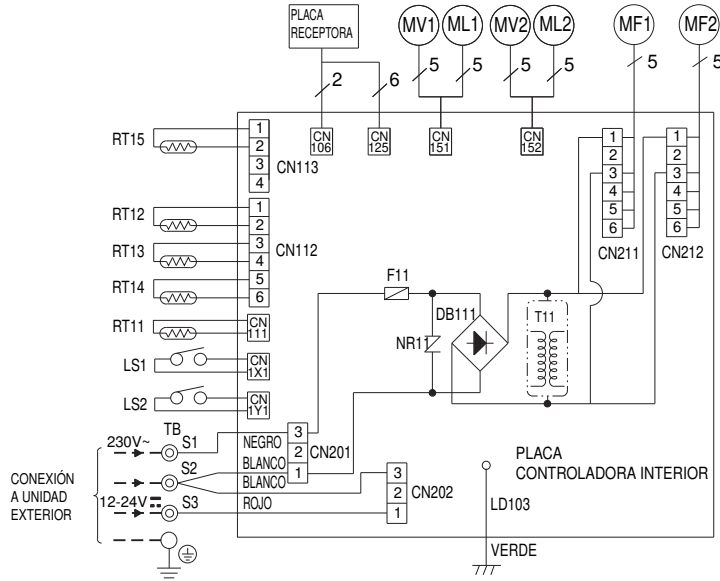 PLACA
RECEPTORA
MV1
ML1
MV2
ML2
MF1
MF2
2
6
5
5
5
5
5
5
CN
106
CN
125
CN
151
CN
152
RT15
1
2
3
4
CN113
RT12
RT13
RT14
1
2
3
4
5
6
CN112
RT11
CN
111
LS1
CN
1X1
LS2
CN
1Y1
1
2
3
4
5
6
CN211
1
2
3
4
5
6
CN212
F11
DB111
NR11
T11
TB
230V~
S1
S2
12-24V
S3
CONEXIÓN
A UNIDAD
EXTERIOR
NEGRO
BLANCO
BLANCO
ROJO
3
2
1
CN201
3
2
1
CN202
PLACA
CONTROLADORA INTERIOR
LD103
VERDE